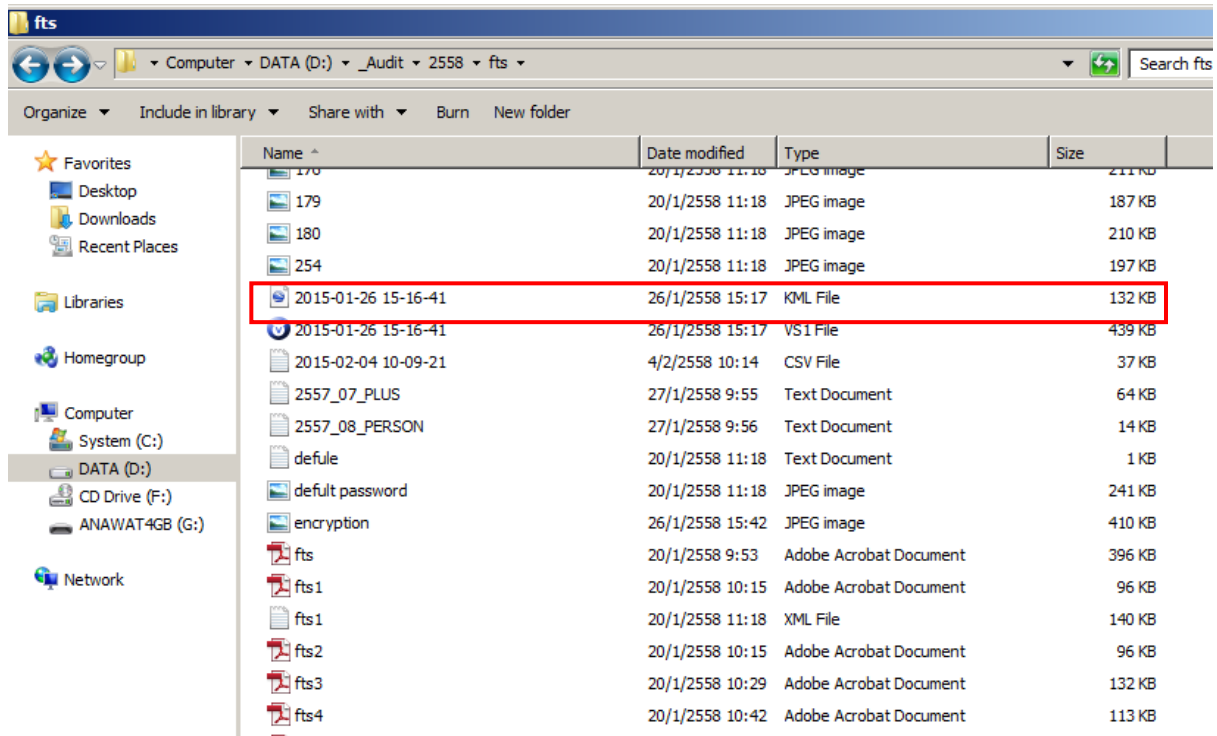 fts
Computer DATA (D:) _Audit 2558 fts Search fts
Organize Include in library Share with Burn New folder
Favorites
Desktop
Downloads
Recent Places
Libraries
Homegroup
Computer
System (C:)
DATA (D:)
CD Drive (F:)
ANAWAT4GB (G:)
Network
Name Date modified Type Size
20/1/2558 11:18 JPEG image 211 KB
179 20/1/2558 11:18 JPEG image 187 KB
180 20/1/2558 11:18 JPEG image 210 KB
254 20/1/2558 11:18 JPEG image 197 KB
2015-01-26 15-16-41 26/1/2558 15:17 KML File 132 KB
2015-01-26 15-16-41 26/1/2558 15:17 VS1 File 439 KB
2015-02-04 10-09-21 4/2/2558 10:14 CSV File 37 KB
2557_07_PLUS 27/1/2558 9:55 Text Document 64 KB
2557_08_PERSON 27/1/2558 9:56 Text Document 14 KB
defule 20/1/2558 11:18 Text Document 1 KB
defult password 20/1/2558 11:18 JPEG image 241 KB
encryption 26/1/2558 15:42 JPEG image 410 KB
fts 20/1/2558 9:53 Adobe Acrobat Document 396 KB
fts1 20/1/2558 10:15 Adobe Acrobat Document 96 KB
fts1 20/1/2558 11:18 XML File 140 KB
fts2 20/1/2558 10:15 Adobe Acrobat Document 96 KB
fts3 20/1/2558 10:29 Adobe Acrobat Document 132 KB
fts4 20/1/2558 10:42 Adobe Acrobat Document 113 KB